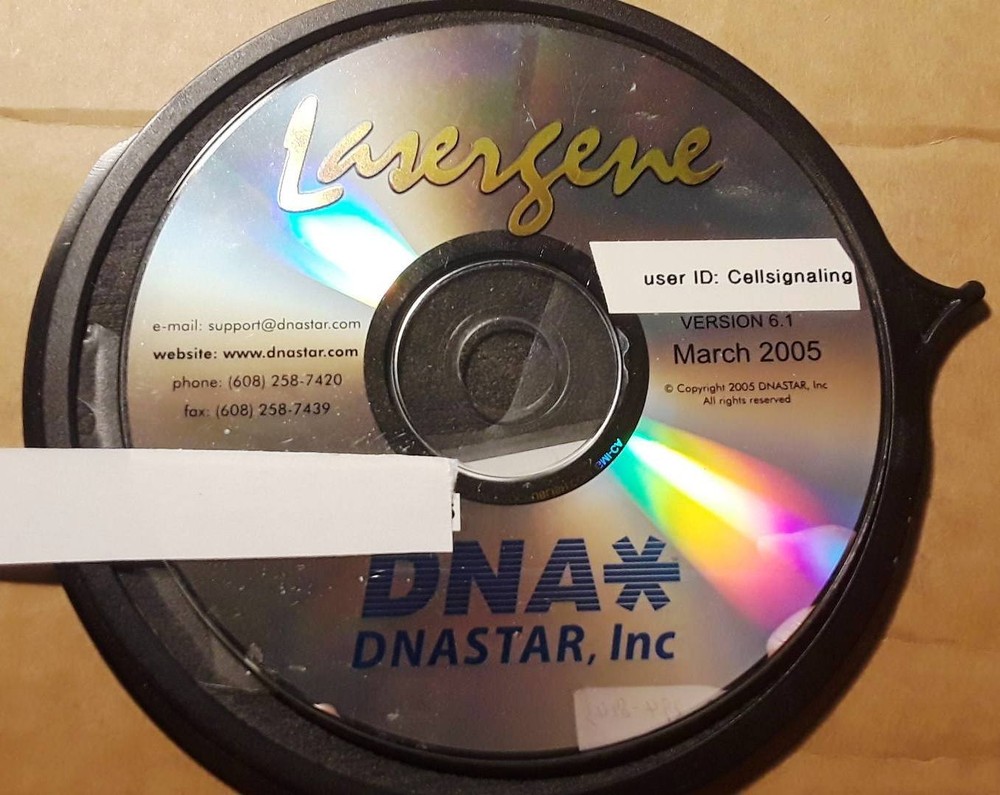 Lasergene
user ID: Cellsignaling
VERSION 6.1
March 2005
© Copyright 2005 DNASTAR, Inc
All rights reserved
e-mail: support@dnastar.com
website: www.dnastar.com
phone: (608) 258-7420
fax: (608) 258-7439
DNA*
DNASTAR, Inc